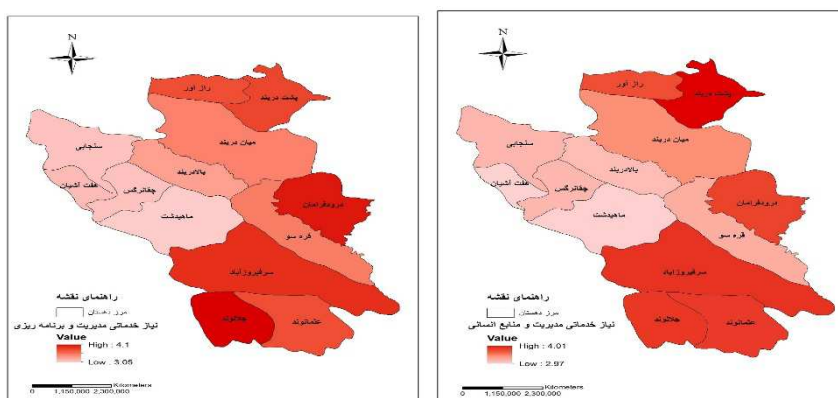 N
راز آور
پشت دربند
میان دربند
سنجابی
بالادربند
هفت آشیان
چقانرگس
درودفرامان
ماهیدشت
قره سو
سرفیروزآباد
جلالوند
عثمانوند
راهنمای نقشه
مرز دهستان
نیاز خدماتی مدیریت و برنامه ریزی
Value
High : 4.1
Low : 3.05
Kilometers
0 1,150,000 2,300,000
N
راز آور
پشت دربند
میان دربند
سنجابی
بالادربند
هفت آشیان
چقانرگس
درودفرامان
ماهیدشت
قره سو
سرفیروزآباد
جلالوند
عثمانوند
راهنمای نقشه
مرز دهستان
نیاز خدماتی مدیریت و منابع انسانی
Value
High : 4.01
Low : 2.97
Kilometers
0 1,150,000 2,300,000